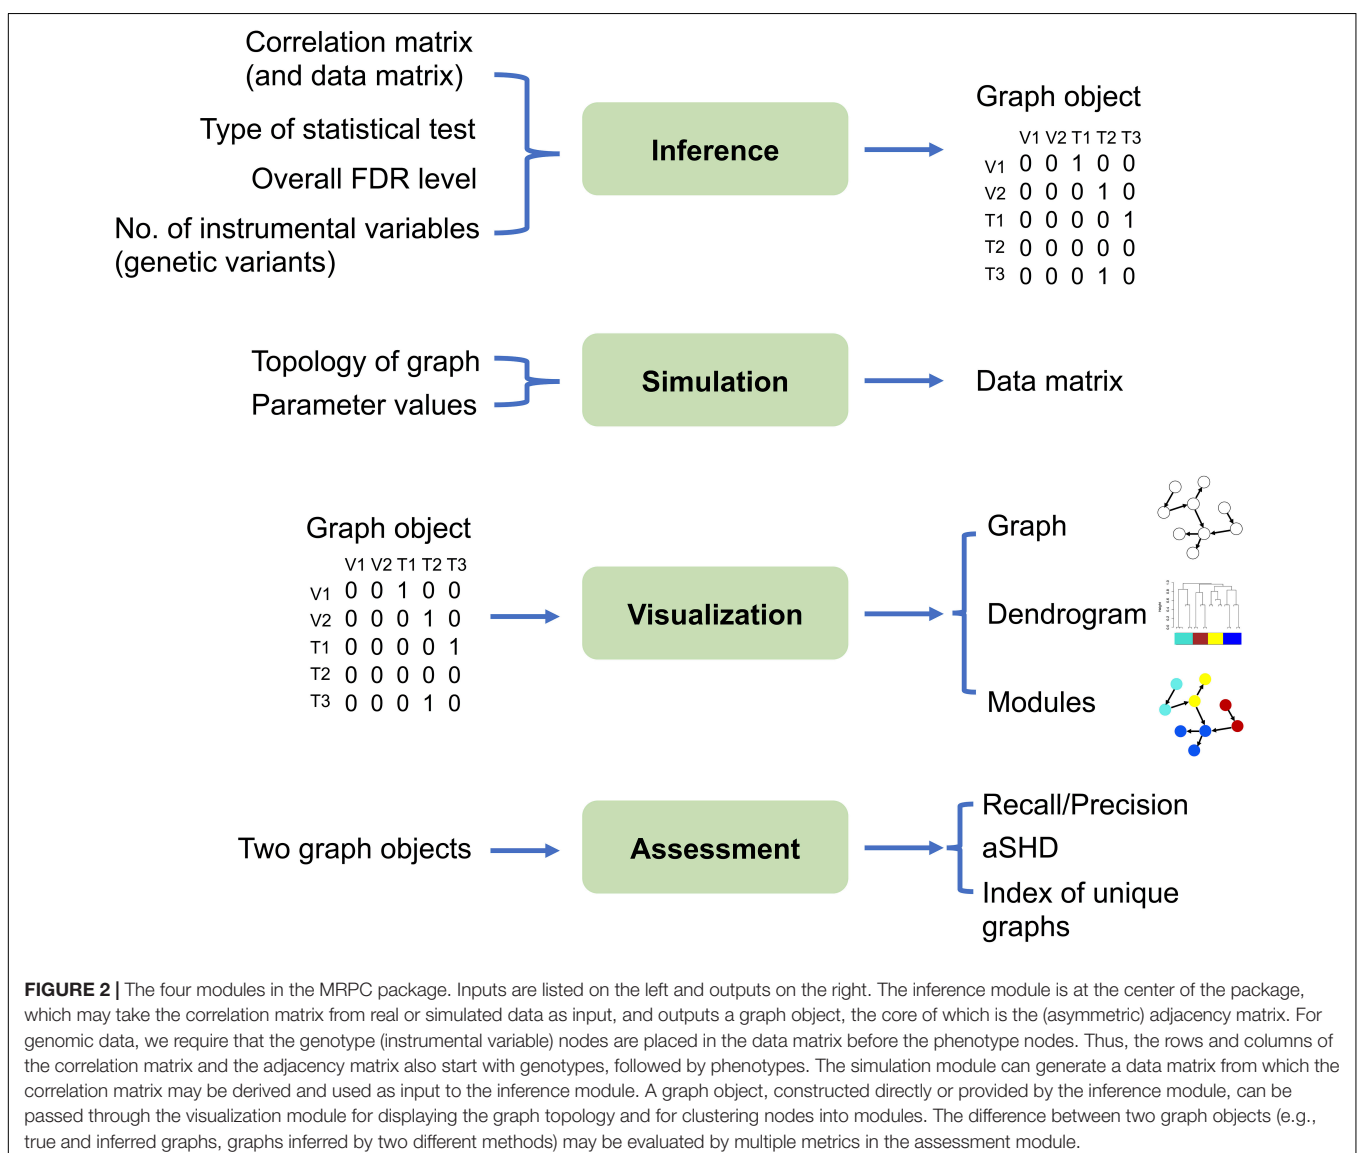 Correlation matrix
(and data matrix)
Type of statistical test
Overall FDR level
No. of instrumental variables
(genetic variants)
Inference
Graph object
V1 V2 T1 T2 T3
V1 0 0 1 0 0
V2 0 0 0 1 0
T1 0 0 0 0 1
T2 0 0 0 0 0
T3 0 0 0 1 0
Topology of graph
Parameter values
Simulation
Data matrix
Graph object
V1 V2 T1 T2 T3
V1 0 0 1 0 0
V2 0 0 0 1 0
T1 0 0 0 0 1
T2 0 0 0 0 0
T3 0 0 0 1 0
Visualization
Graph
Dendrogram
Modules
Two graph objects
Assessment
Recall/Precision
aSHD
Index of unique
graphs
FIGURE 2 | The four modules in the MRPC package. Inputs are listed on the left and outputs on the right. The inference module is at the center of the package,
which may take the correlation matrix from real or simulated data as input, and outputs a graph object, the core of which is the (asymmetric) adjacency matrix. For
genomic data, we require that the genotype (instrumental variable) nodes are placed in the data matrix before the phenotype nodes. Thus, the rows and columns of
the correlation matrix and the adjacency matrix also start with genotypes, followed by phenotypes. The simulation module can generate a data matrix from which the
correlation matrix may be derived and used as input to the inference module. A graph object, constructed directly or provided by the inference module, can be
passed through the visualization module for displaying the graph topology and for clustering nodes into modules. The difference between two graph objects (e.g.,
true and inferred graphs, graphs inferred by two different methods) may be evaluated by multiple metrics in the assessment module.